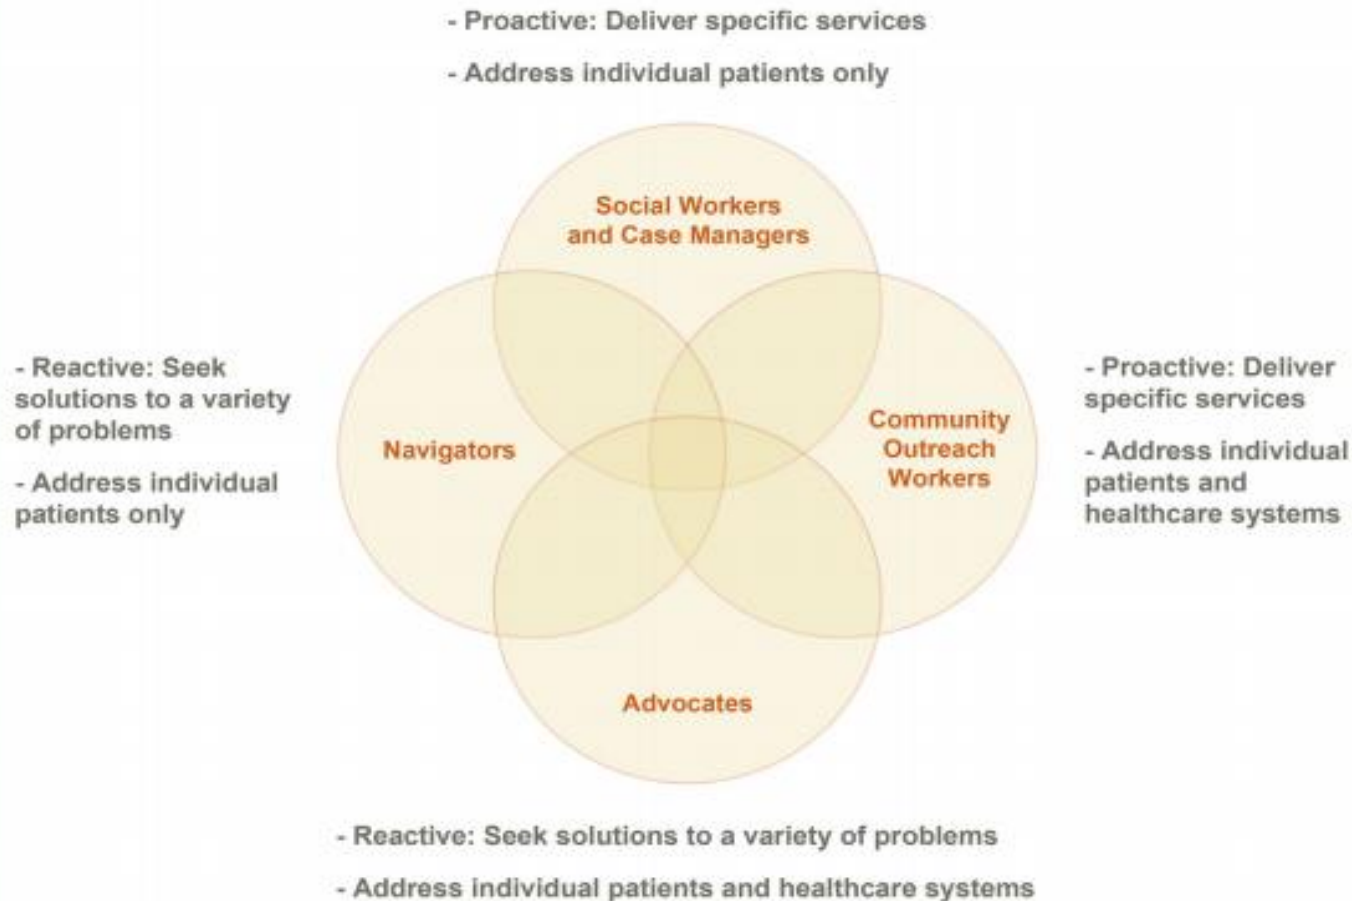 - Proactive: Deliver specific services
- Address individual patients only
Social Workers
and Case Managers
- Reactive: Seek
solutions to a variety
of problems
- Address individual
patients only
Navigators
Community
Outreach
Workers
- Proactive: Deliver
specific services
- Address individual
patients and
healthcare systems
Advocates
- Reactive: Seek solutions to a variety of problems
- Address individual patients and healthcare systems